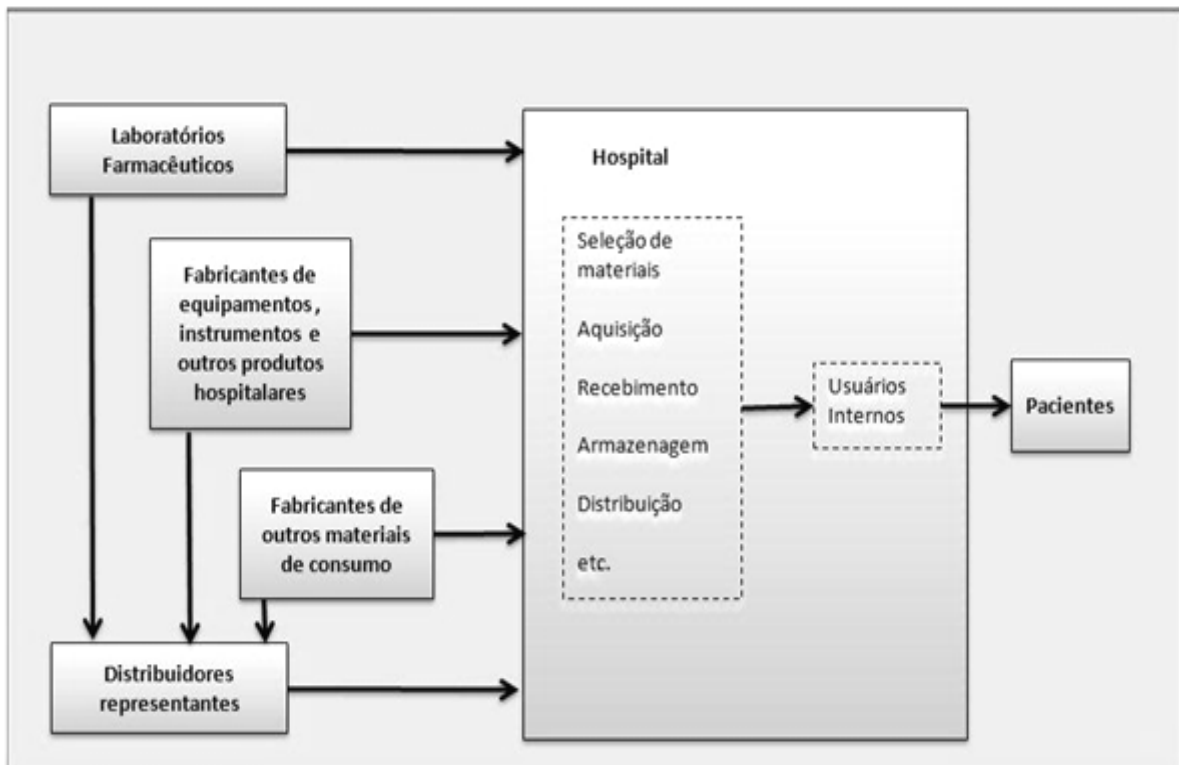 Laboratórios
Farmacêuticos
Fabricantes de
equipamentos,
instrumentos e
outros produtos
hospitalares
Fabricantes de
outros materiais
de consumo
Distribuidores
representantes
Hospital
Seleção de
materiais
Aquisição
Recebimento
Armazenagem
Distribuição
etc.
Usuários
Internos
Pacientes